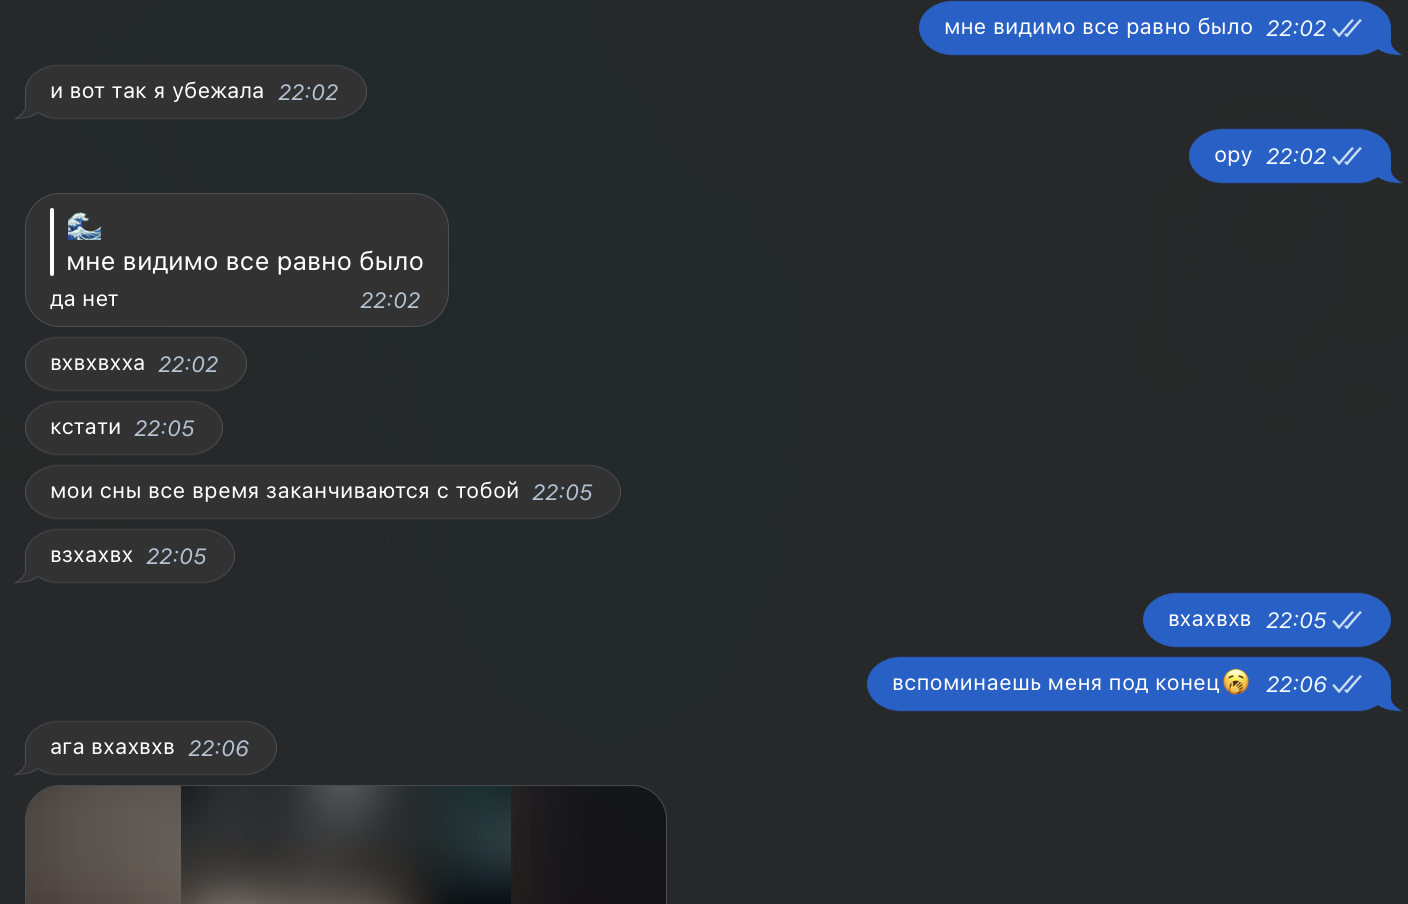 мне видимо все равно было 22:02
и вот так я убежала 22:02
ору 22:02
🌊
мне видимо все равно было
да нет 22:02
вхвхвхха 22:02
кстати 22:05
мои сны все время заканчиваются с тобой 22:05
взхахвх 22:05
вхахвхв 22:05
вспоминаешь меня под конец🥱 22:06
ага вхахвхв 22:06